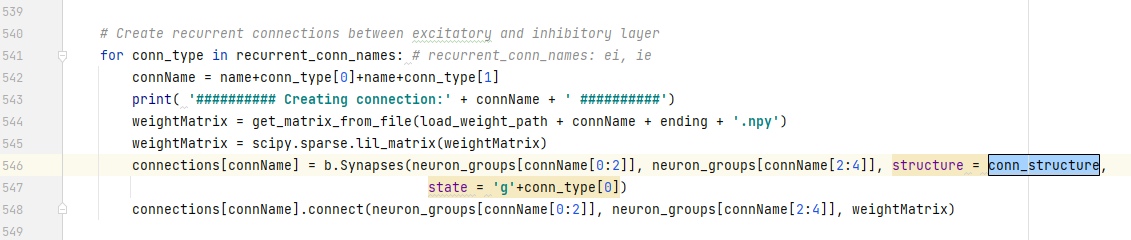 539
540 # Create recurrent connections between excitatory and inhibitory layer
541 for conn_type in recurrent_conn_names: # recurrent_conn_names: ei, ie
542 connName = name+conn_type[0]+name+conn_type[1]
543 print( '########## Creating connection:' + connName + ' ##########')
544 weightMatrix = get_matrix_from_file(load_weight_path + connName + ending + '.npy')
545 weightMatrix = scipy.sparse.lil_matrix(weightMatrix)
546 connections[connName] = b.Synapses(neuron_groups[connName[0:2]], neuron_groups[connName[2:4]], structure = conn_structure,
547 state = 'g'+conn_type[0])
548 connections[connName].connect(neuron_groups[connName[0:2]], neuron_groups[connName[2:4]], weightMatrix)
549